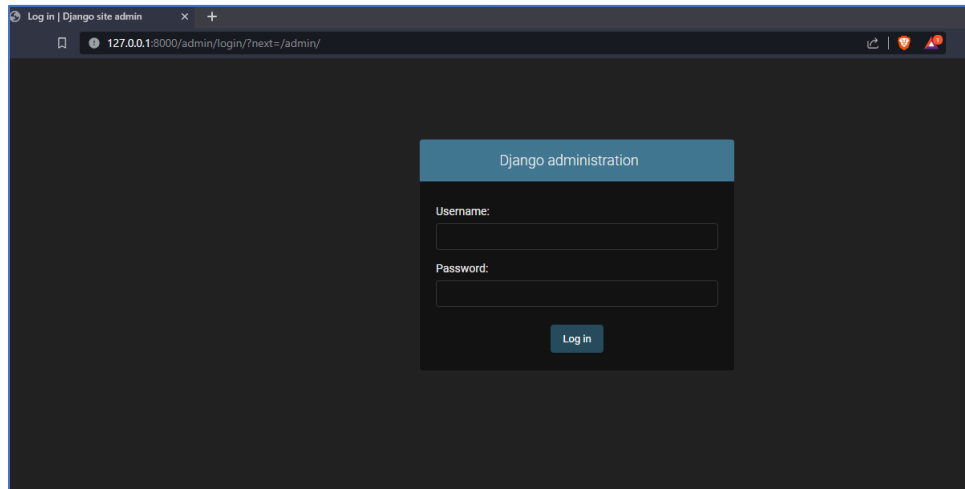 Log in | Django site admin
127.0.0.1:8000/admin/login/?next=/admin/
Django administration
Username:
Password:
Log in